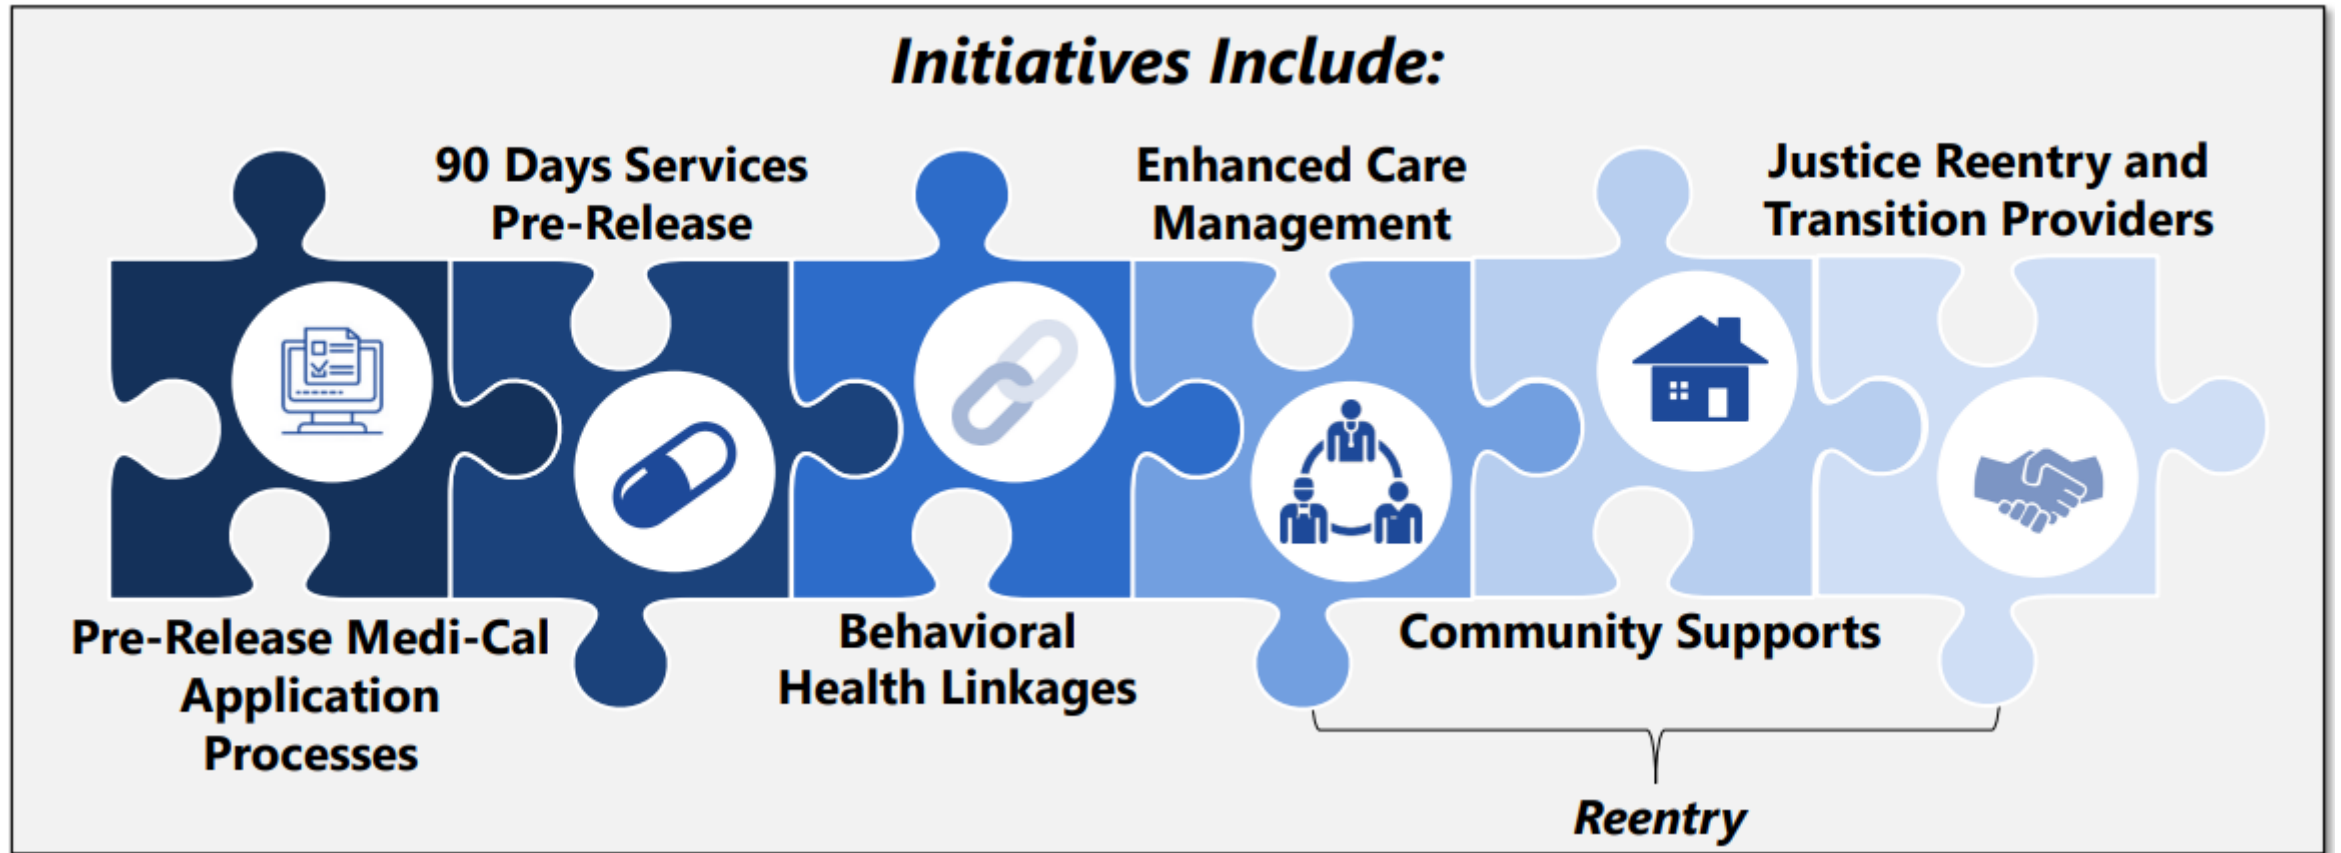 Initiatives Include:
90 Days Services
Pre-Release
Enhanced Care
Management
Justice Reentry and
Transition Providers
Pre-Release Medi-Cal
Application
Processes
Behavioral
Health Linkages
Community Supports
Reentry